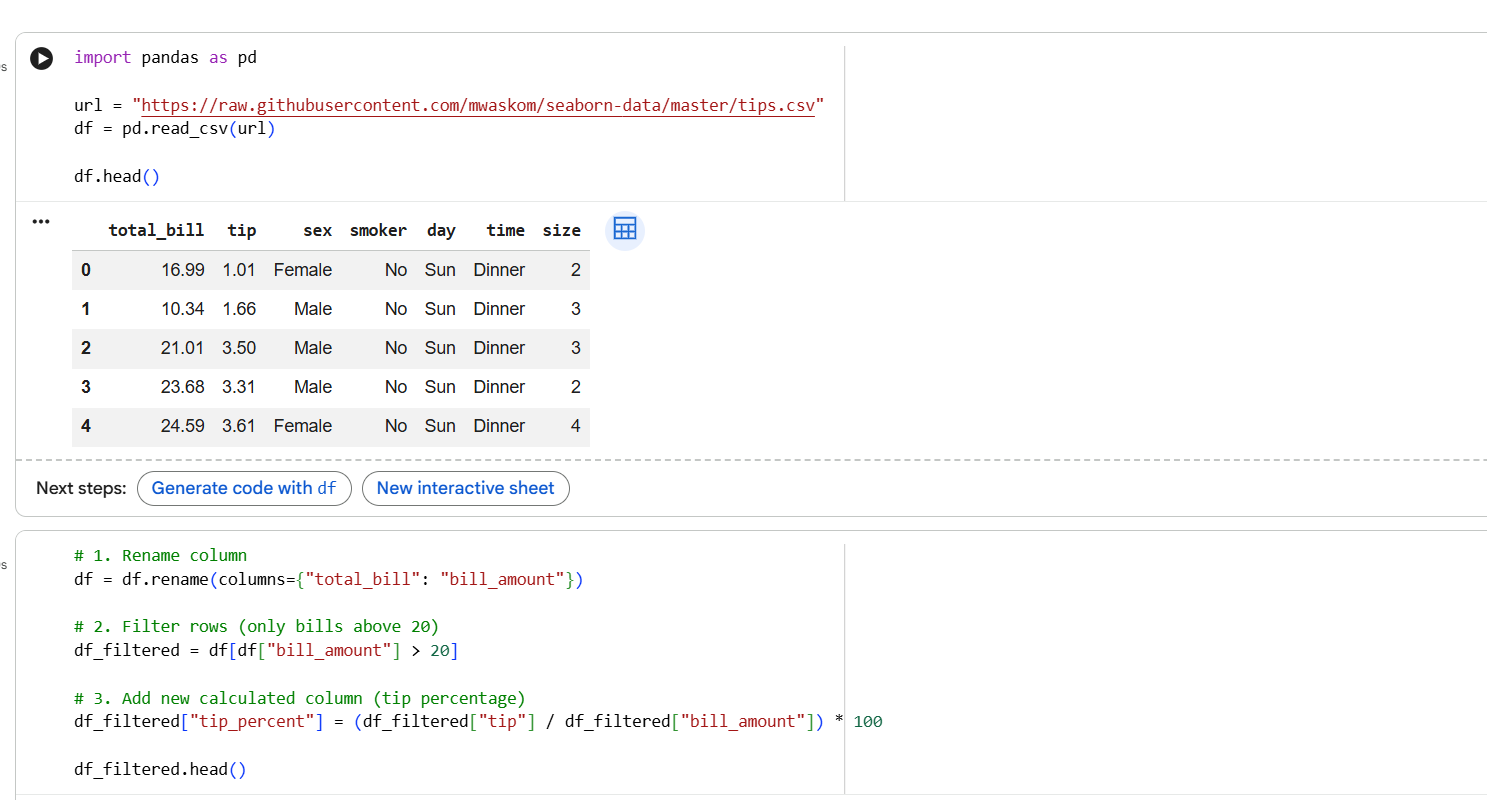 import pandas as pd
s
url = "https://raw.githubusercontent.com/mwaskom/seaborn-data/master/tips.csv"
df = pd.read_csv(url)
df.head()
total_bill tip sex smoker day time size
0 16.99 1.01 Female No Sun Dinner 2
1 10.34 1.66 Male No Sun Dinner 3
2 21.01 3.50 Male No Sun Dinner 3
3 23.68 3.31 Male No Sun Dinner 2
4 24.59 3.61 Female No Sun Dinner 4
Next steps: Generate code with df New interactive sheet
# 1. Rename column
s
df = df.rename(columns={"total_bill": "bill_amount"})
# 2. Filter rows (only bills above 20)
df_filtered = df[df["bill_amount"] > 20]
# 3. Add new calculated column (tip percentage)
df_filtered["tip_percent"] = (df_filtered["tip"] / df_filtered["bill_amount"]) * 100
df_filtered.head()